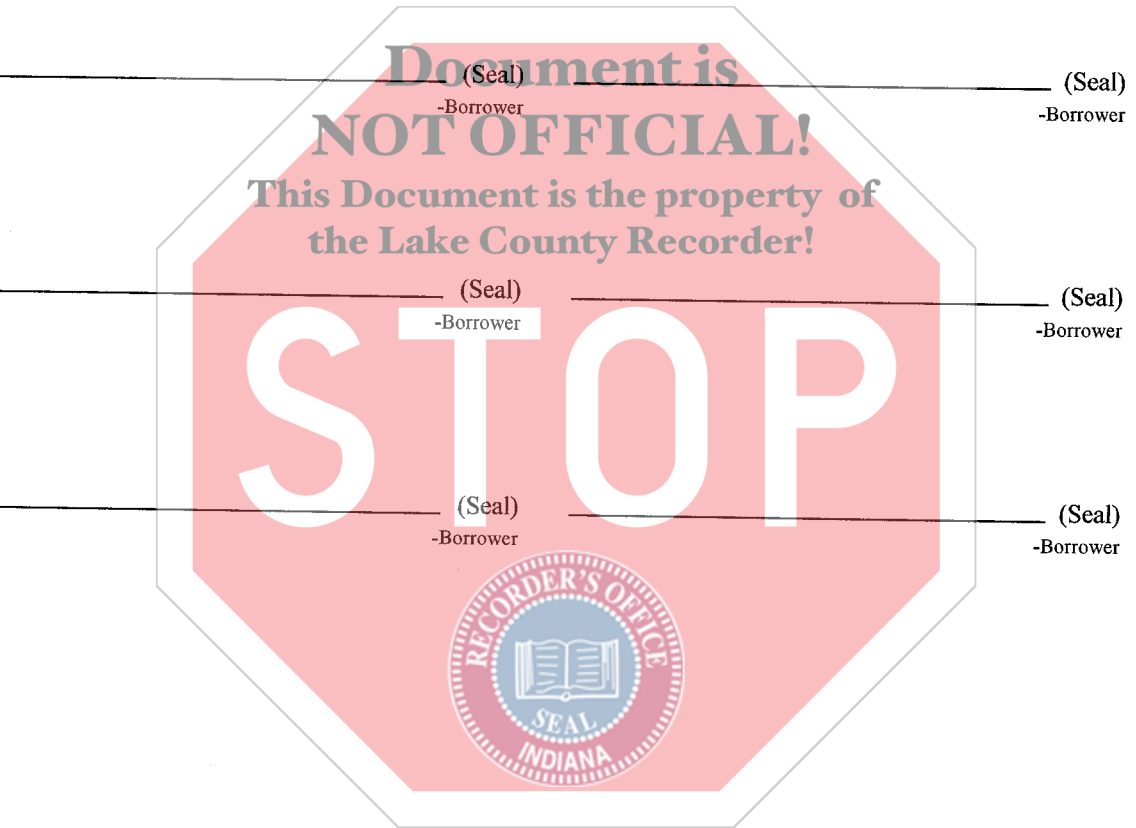 Document is
(Seal) (Seal)
-Borrower -Borrower
NOT OFFICIAL!
This Document is the property of
the Lake County Recorder!
(Seal) (Seal)
-Borrower -Borrower
STOP
(Seal) (Seal)
-Borrower -Borrower
RECORDER'S OFFICE
SEAL
INDIANA